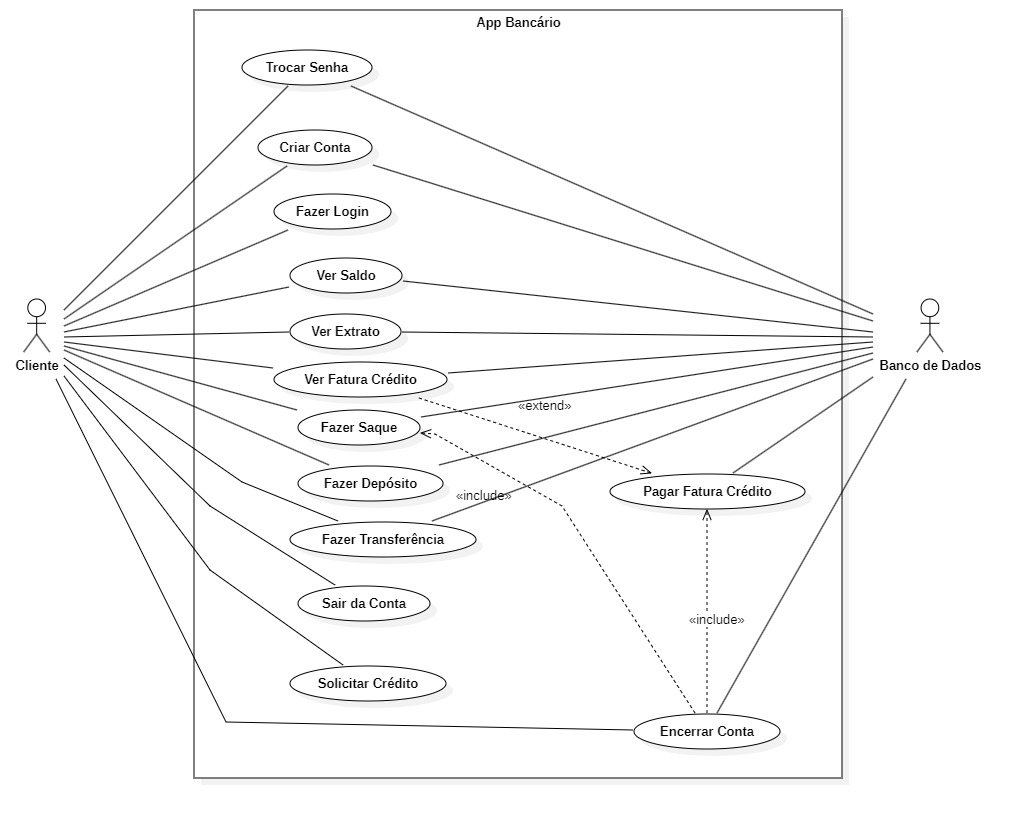 App Bancário
Trocar Senha
Criar Conta
Fazer Login
Ver Saldo
Ver Extrato
Cliente
Banco de Dados
Ver Fatura Crédito
«extend»
Fazer Saque
Fazer Depósito
Pagar Fatura Crédito
«include»
Fazer Transferência
Sair da Conta
«include»
Solicitar Crédito
Encerrar Conta